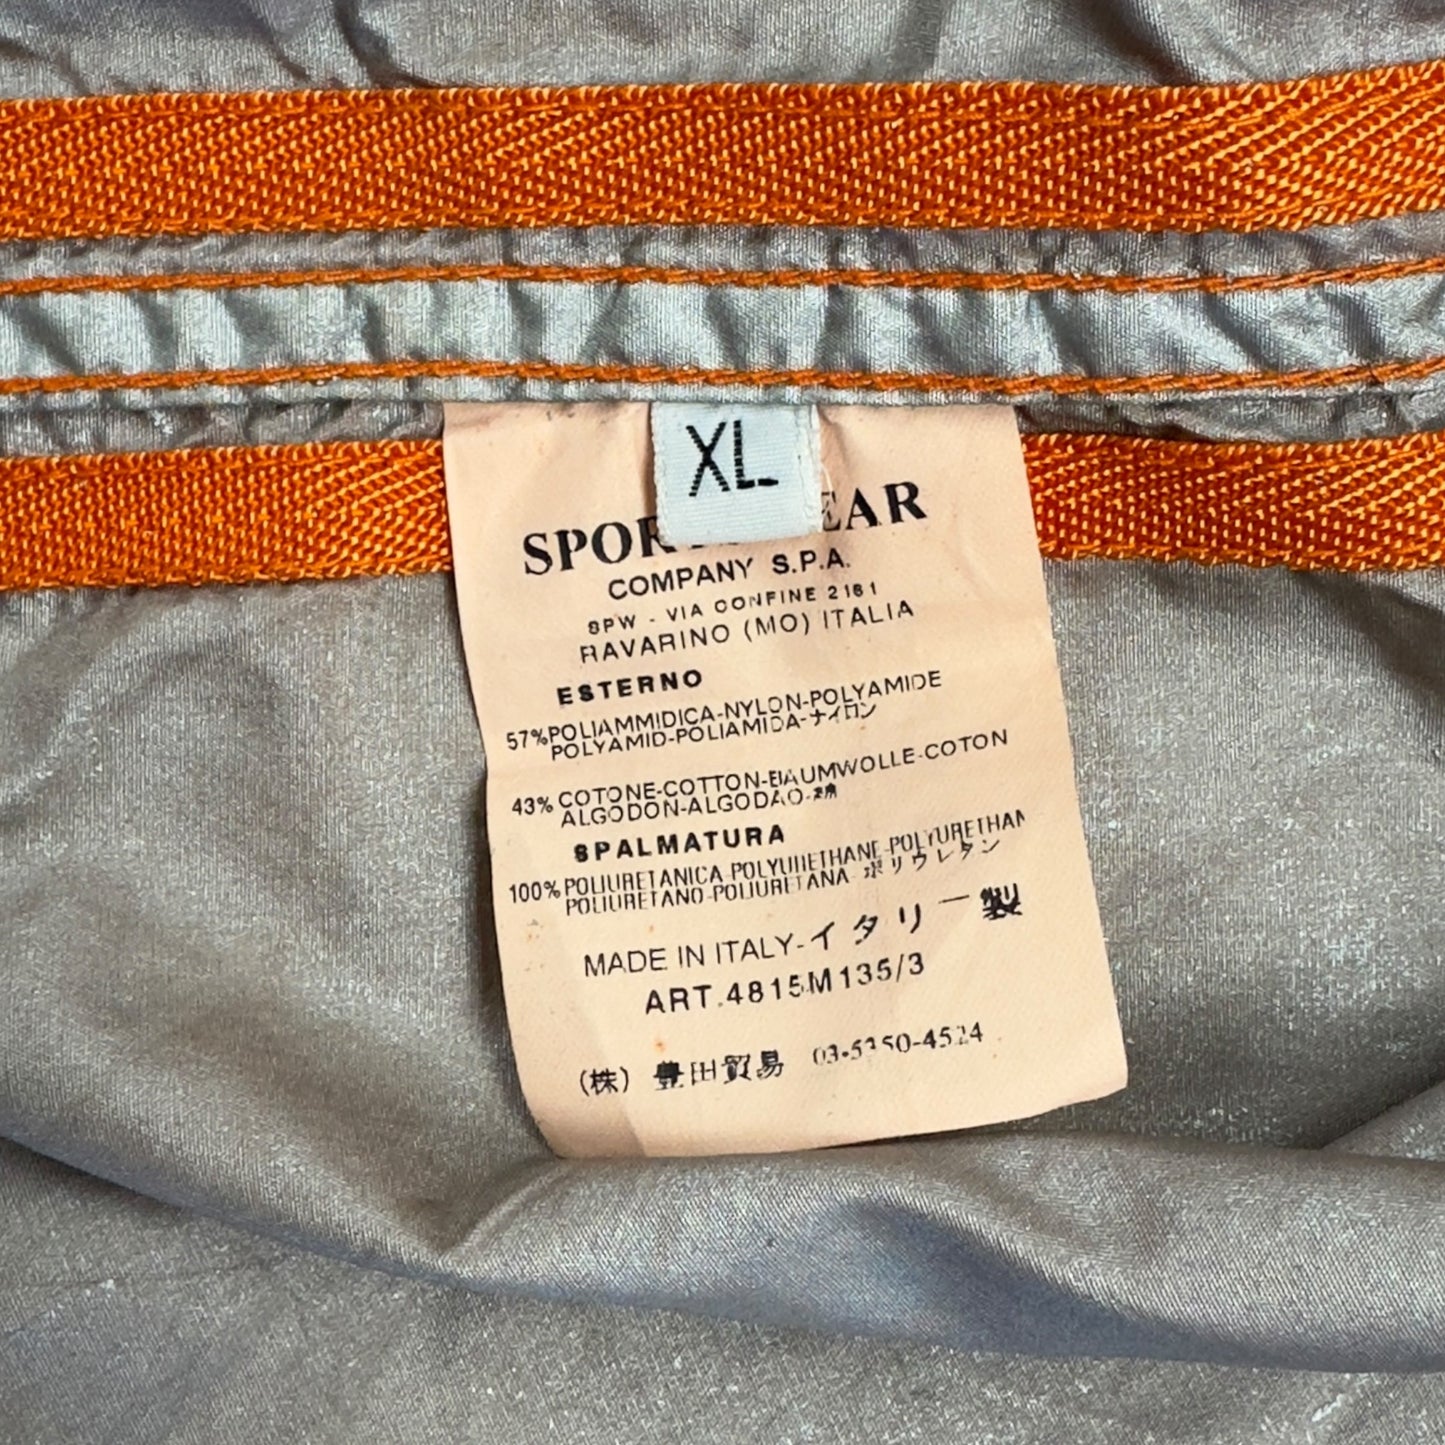 XL
SPORTSWEAR
COMPANY S.P.A.
SPW - VIA CONFINE 2161
RAVARINO (MO) ITALIA
ESTERNO
57% POLIAMMIDICA-NYLON-POLYAMIDE
POLYAMID-POLIAMIDA-ナイロン
43% COTONE-COTTON-BAUMWOLLE-COTON
ALGODON-ALGODAO-綿
SPALMATURA
100% POLIURETANICA-POLYURETHANE-POLYURETHAN
POLIURETANO-POLIURETANA-ポリウレタン
MADE IN ITALY-イタリー製
ART.4815M135/3
(株) 豊田貿易 03-5350-4524